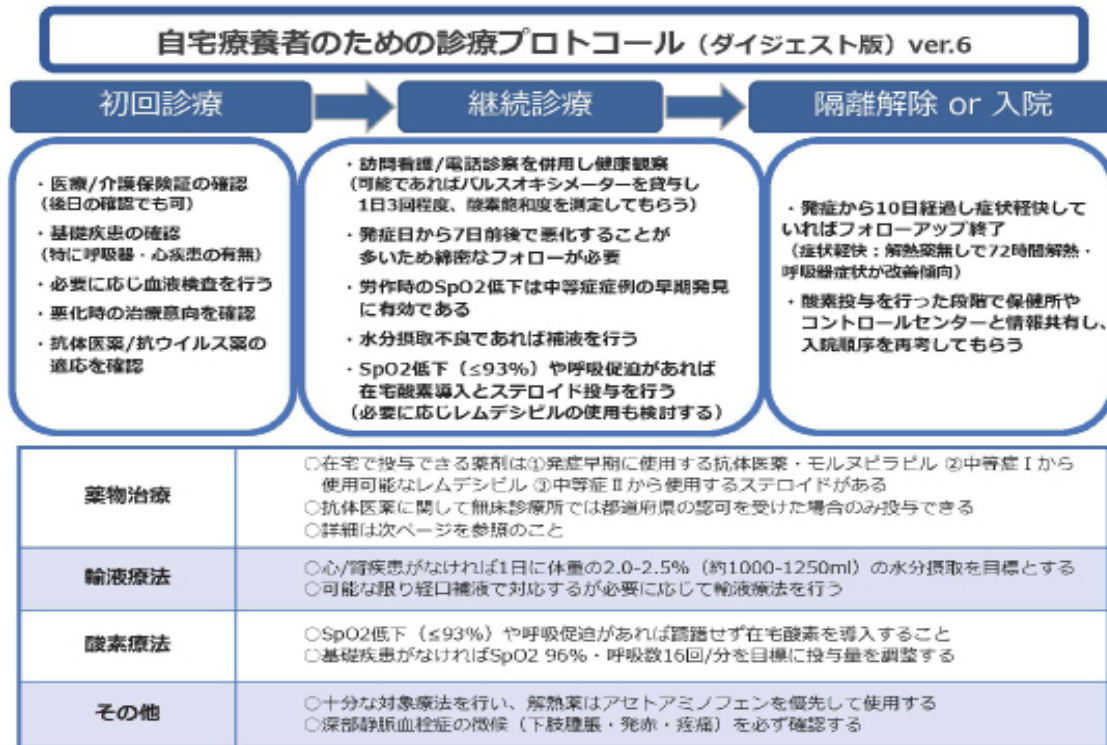 自宅療養者のための診療プロトコール（ダイジェスト版）ver.6
初回診療
継続診療
隔離解除 or 入院
・医療/介護保険証の確認
（後日の確認でも可）
・基礎疾患の確認
（特に呼吸器・心疾患の有無）
・必要に応じ血液検査を行う
・悪化時の治療意向を確認
・抗体医薬/抗ウイルス薬の
適応を確認
・訪問看護/電話診察を併用し健康観察
（可能であればパルスオキシメーターを貸与し
1日3回程度、酸素飽和度を測定してもらう）
・発症日から7日前後で悪化することが
多いため綿密なフォローが必要
・労作時のSpO2低下は中等症症例の早期発見
に有効である
・水分摂取不良であれば補液を行う
・SpO2低下（≤93%）や呼吸促迫があれば
在宅酸素導入とステロイド投与を行う
（必要に応じレムデシビルの使用も検討する）
・発症から10日経過し症状軽快して
いればフォローアップ終了
（症状軽快：解熱薬無しで72時間解熱・
呼吸器症状が改善傾向）
・酸素投与を行った段階で保健所や
コントロールセンターと情報共有し、
入院順序を再考してもらう
薬物治療
○在宅で投与できる薬剤は①発症早期に使用する抗体医薬・モルヌピラビル ②中等症Ⅰから
使用可能なレムデシビル ③中等症Ⅱから使用するステロイドがある
○抗体医薬に関して無床診療所では都道府県の認可を受けた場合のみ投与できる
○詳細は次ページを参照のこと
輸液療法
○心/腎疾患がなければ1日に体重の2.0-2.5%（約1000-1250ml）の水分摂取を目標とする
○可能な限り経口補液で対応するが必要に応じて輸液療法を行う
酸素療法
○SpO2低下（≤93%）や呼吸促迫があれば躊躇せず在宅酸素を導入すること
○基礎疾患がなければSpO2 96%・呼吸数16回/分を目標に投与量を調整する
その他
○十分な対象療法を行い、解熱薬はアセトアミノフェンを優先して使用する
○深部静脈血栓症の徴候（下肢腫脹・発赤・疼痛）を必ず確認する